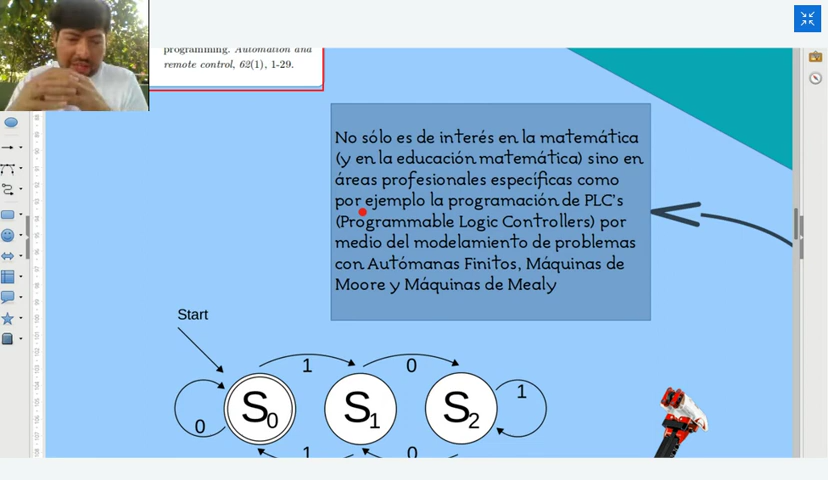 programming. Automation and
remote control, 62(1), 1-29.
No sólo es de interés en la matemática
(y en la educación matemática) sino en
áreas profesionales específicas como
por ejemplo la programación de PLC's
(Programmable Logic Controllers) por
medio del modelamiento de problemas
con Autómanas Finitos, Máquinas de
Moore y Máquinas de Mealy
Start
1
0
S0
S1
S2
0
1
1
0